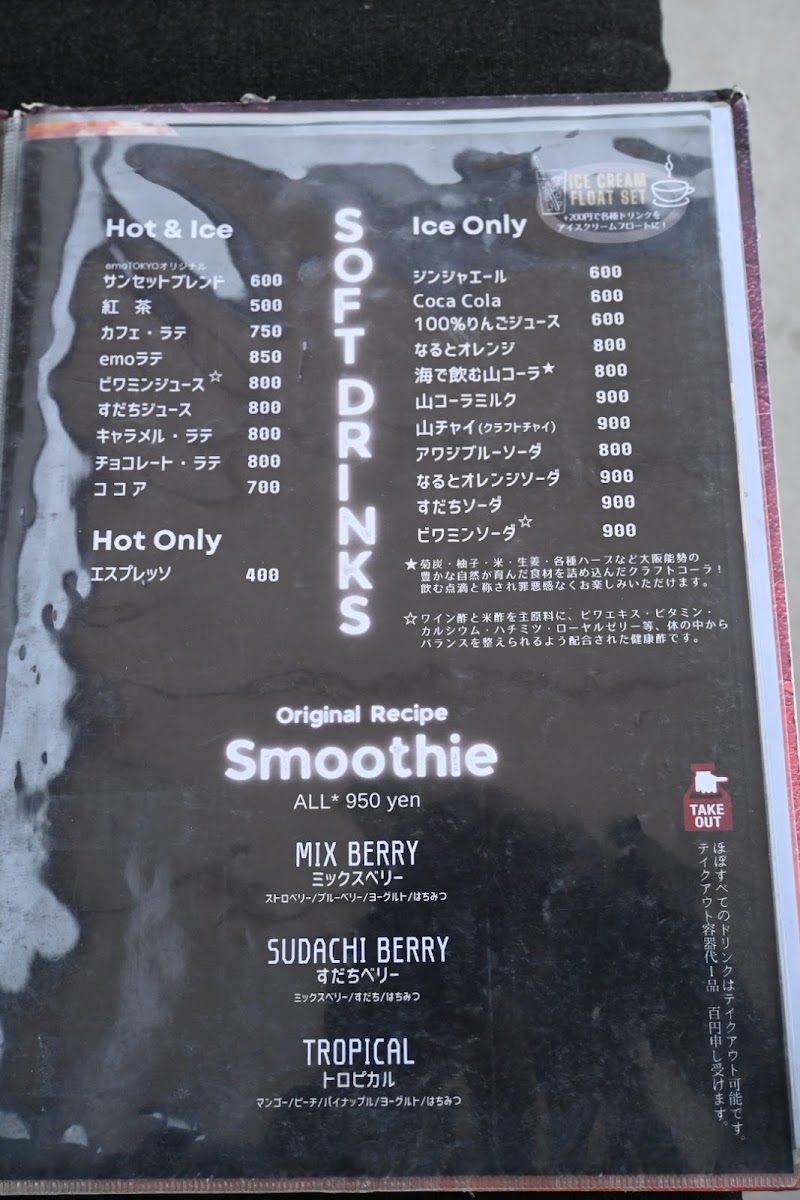 ICE CREAM
FLOAT SET
+200円で各種ドリンクを
アイスクリームフロートに！
SOFT DRINKS
Hot & Ice
emoTOKYOオリジナル
サンセットブレンド 600
紅 茶 500
カフェ・ラテ 750
emoラテ 850
ビワミンジュース☆ 800
すだちジュース 800
キャラメル・ラテ 800
チョコレート・ラテ 800
ココア 700
Hot Only
エスプレッソ 400
Ice Only
ジンジャエール 600
Coca Cola 600
100%りんごジュース 600
なるとオレンジ 800
海で飲む山コーラ★ 800
山コーラミルク 900
山チャイ(クラフトチャイ) 900
アワジブルーソーダ 800
なるとオレンジソーダ 900
すだちソーダ 900
ビワミンソーダ☆ 900
★菊炭・柚子・米・生姜・各種ハーブなど大阪能勢の
豊かな自然が育んだ食材を詰め込んだクラフトコーラ！
飲む点滴と称され罪悪感なくお楽しみいただけます。
☆ワイン酢と米酢を主原料に、ビワエキス・ビタミン・
カルシウム・ハチミツ・ローヤルゼリー等、体の中から
バランスを整えられるよう配合された健康酢です。
Original Recipe
Smoothie
ALL* 950 yen
MIX BERRY
ミックスベリー
ストロベリー/ブルーベリー/ヨーグルト/はちみつ
SUDACHI BERRY
すだちベリー
ミックスベリー/すだち/はちみつ
TROPICAL
トロピカル
マンゴー/ピーチ/パイナップル/ヨーグルト/はちみつ
TAKE
OUT
ほぼすべてのドリンクはテイクアウト可能です。
テイクアウト容器代1品 百円申し受けます。